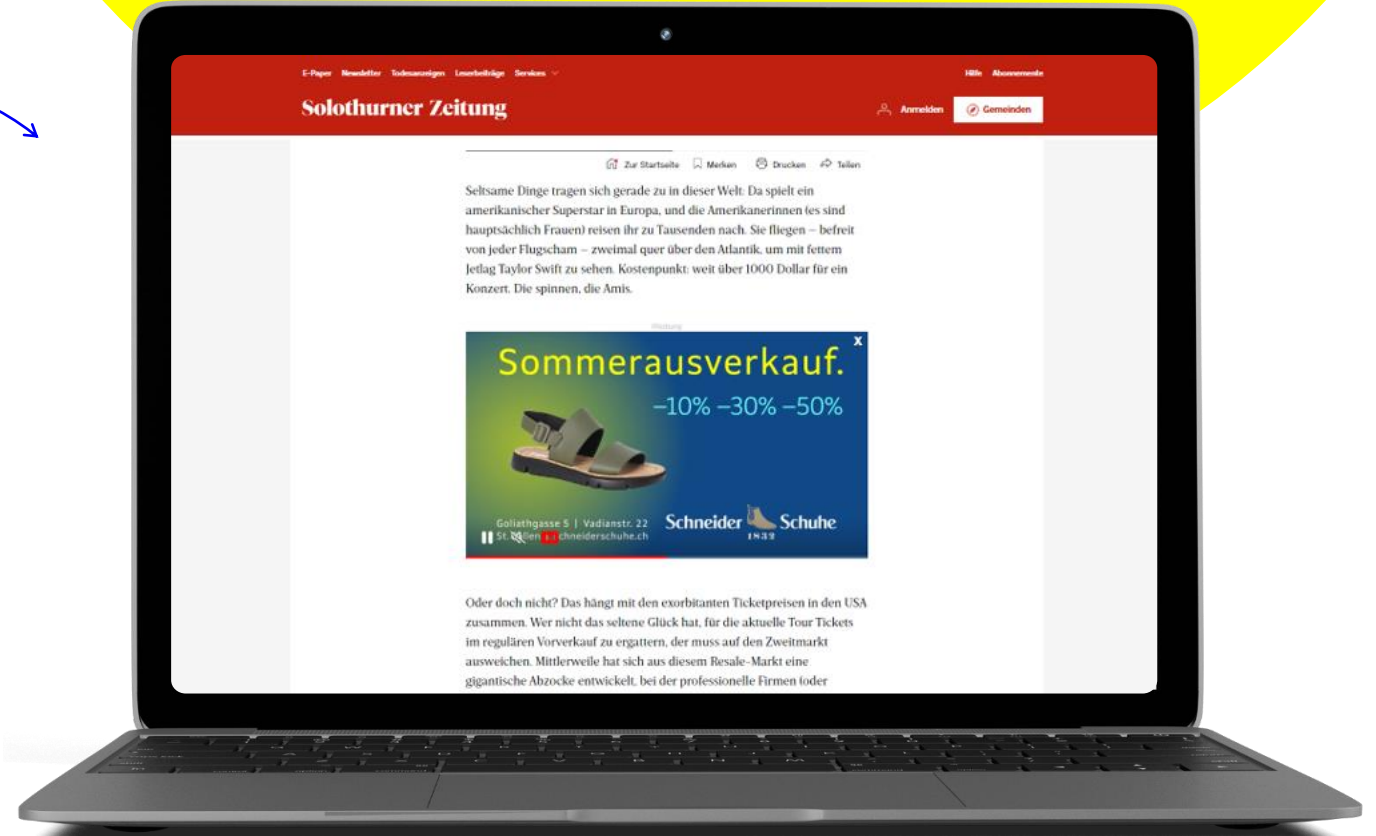 E-Paper Newsletter Todesanzeigen Leserbeiträge Services
Hilfe Abonnemente
Solothurner Zeitung
Anmelden
Gemeinden
Zur Startseite Merken Drucken Teilen
Seltsame Dinge tragen sich gerade zu in dieser Welt: Da spielt ein
amerikanischer Superstar in Europa, und die Amerikanerinnen (es sind
hauptsächlich Frauen) reisen ihr zu Tausenden nach. Sie fliegen – befreit
von jeder Flugscham – zweimal quer über den Atlantik, um mit fettem
Jetlag Taylor Swift zu sehen. Kostenpunkt: weit über 1000 Dollar für ein
Konzert. Die spinnen, die Amis.
Werbung
X
Sommerausverkauf.
–10% –30% –50%
Goliathgasse 5 | Vadianstr. 22
St. chneiderschuhe.ch
Schneider Schuhe
1832
Oder doch nicht? Das hängt mit den exorbitanten Ticketpreisen in den USA
zusammen. Wer nicht das seltene Glück hat, für die aktuelle Tour Tickets
im regulären Vorverkauf zu ergattern, der muss auf den Zweitmarkt
ausweichen. Mittlerweile hat sich aus diesem Resale-Markt eine
gigantische Abzocke entwickelt, bei der professionelle Firmen (oder